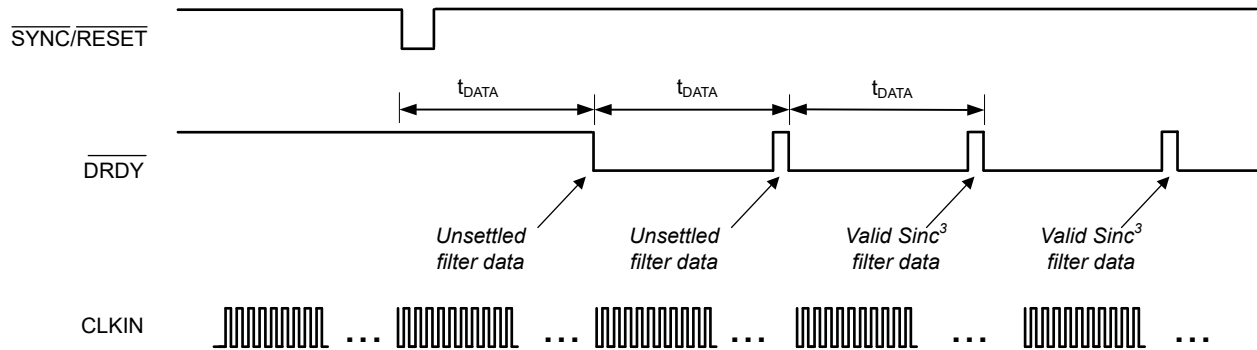 SYNC/RESET
tDATA tDATA tDATA
DRDY
Unsettled filter data
Unsettled filter data
Valid Sinc3 filter data
Valid Sinc3 filter data
CLKIN ... ... ... ... ...